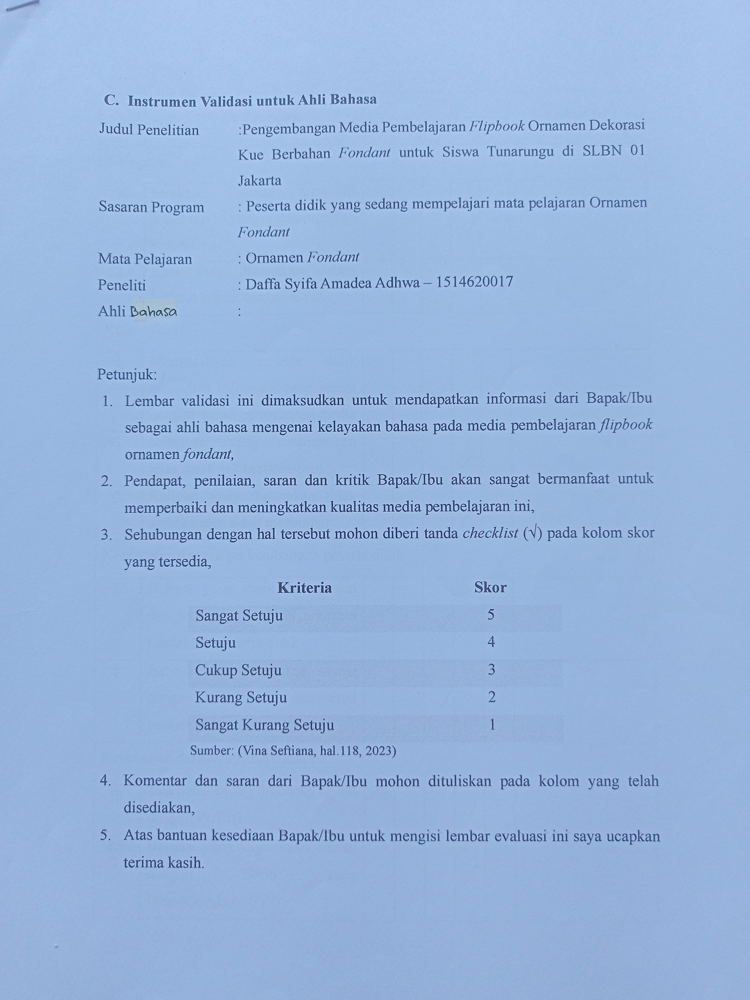 C. Instrumen Validasi untuk Ahli Bahasa
Judul Penelitian :Pengembangan Media Pembelajaran Flipbook Ornamen Dekorasi
Kue Berbahan Fondant untuk Siswa Tunarungu di SLBN 01
Jakarta
Sasaran Program : Peserta didik yang sedang mempelajari mata pelajaran Ornamen
Fondant
Mata Pelajaran : Ornamen Fondant
Peneliti : Daffa Syifa Amadea Adhwa – 1514620017
Ahli Bahasa :
Petunjuk:
1. Lembar validasi ini dimaksudkan untuk mendapatkan informasi dari Bapak/Ibu
sebagai ahli bahasa mengenai kelayakan bahasa pada media pembelajaran flipbook
ornamen fondant,
2. Pendapat, penilaian, saran dan kritik Bapak/Ibu akan sangat bermanfaat untuk
memperbaiki dan meningkatkan kualitas media pembelajaran ini,
3. Sehubungan dengan hal tersebut mohon diberi tanda checklist (√) pada kolom skor
yang tersedia,
Kriteria Skor
Sangat Setuju 5
Setuju 4
Cukup Setuju 3
Kurang Setuju 2
Sangat Kurang Setuju 1
Sumber: (Vina Seftiana, hal.118, 2023)
4. Komentar dan saran dari Bapak/Ibu mohon dituliskan pada kolom yang telah
disediakan,
5. Atas bantuan kesediaan Bapak/Ibu untuk mengisi lembar evaluasi ini saya ucapkan
terima kasih.